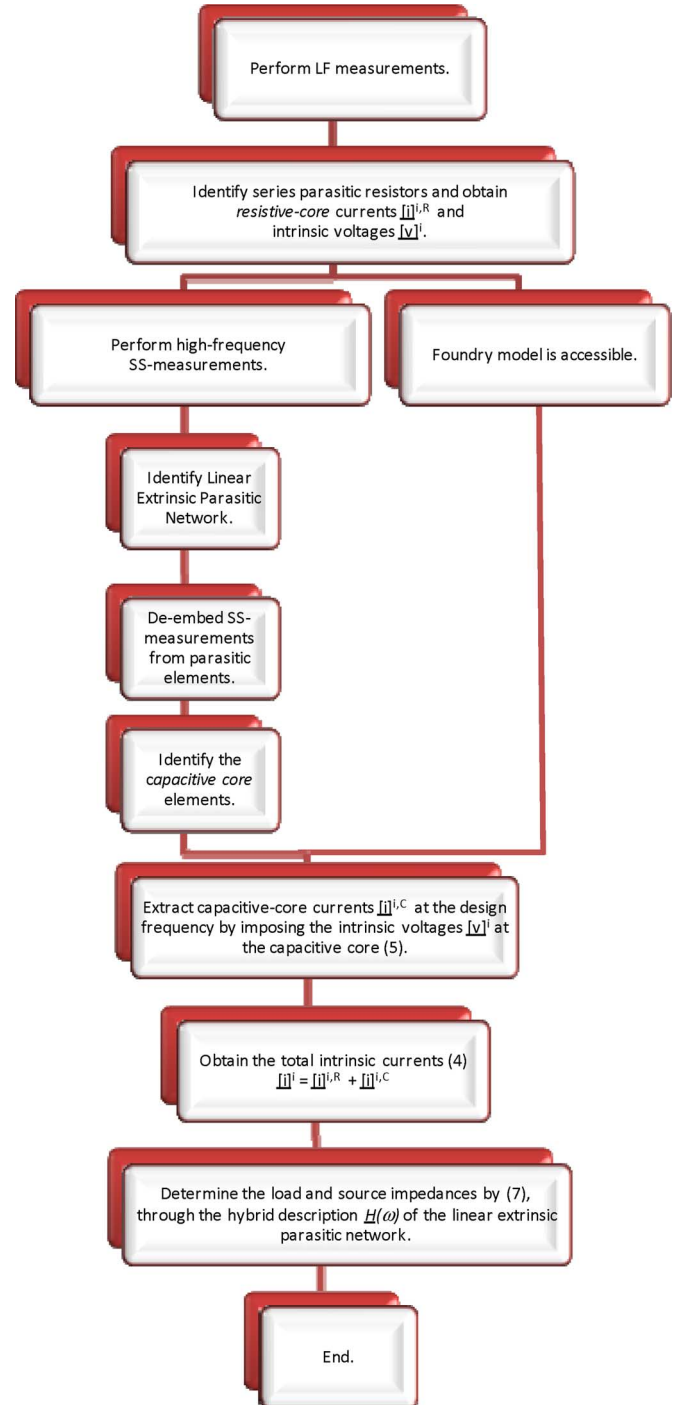 Perform LF measurements.
Identify series parasitic resistors and obtain
resistive-core currents [i]^i,R and
intrinsic voltages [v]^i.
Perform high-frequency
SS-measurements.
Foundry model is accessible.
Identify Linear
Extrinsic Parasitic
Network.
De-embed SS-
measurements
from parasitic
elements.
Identify the
capacitive core
elements.
Extract capacitive-core currents [i]^i,C at the design
frequency by imposing the intrinsic voltages [v]^i at
the capacitive core (5).
Obtain the total intrinsic currents (4)
[i]^i = [i]^i,R + [i]^i,C
Determine the load and source impedances by (7),
through the hybrid description H(ω) of the linear extrinsic
parasitic network.
End.